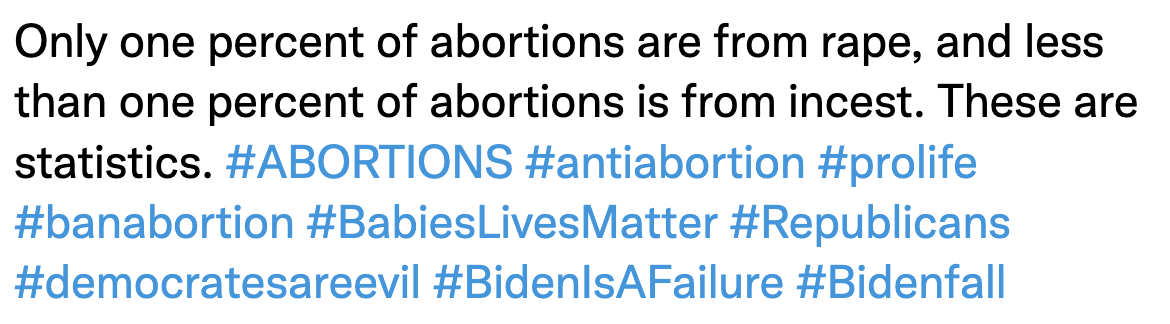 Only one percent of abortions are from rape, and less
than one percent of abortions is from incest. These are
statistics. #ABORTIONS #antiabortion #prolife
#banabortion #BabiesLivesMatter #Republicans
#democratesareevil #BidenIsAFailure #Bidenfall